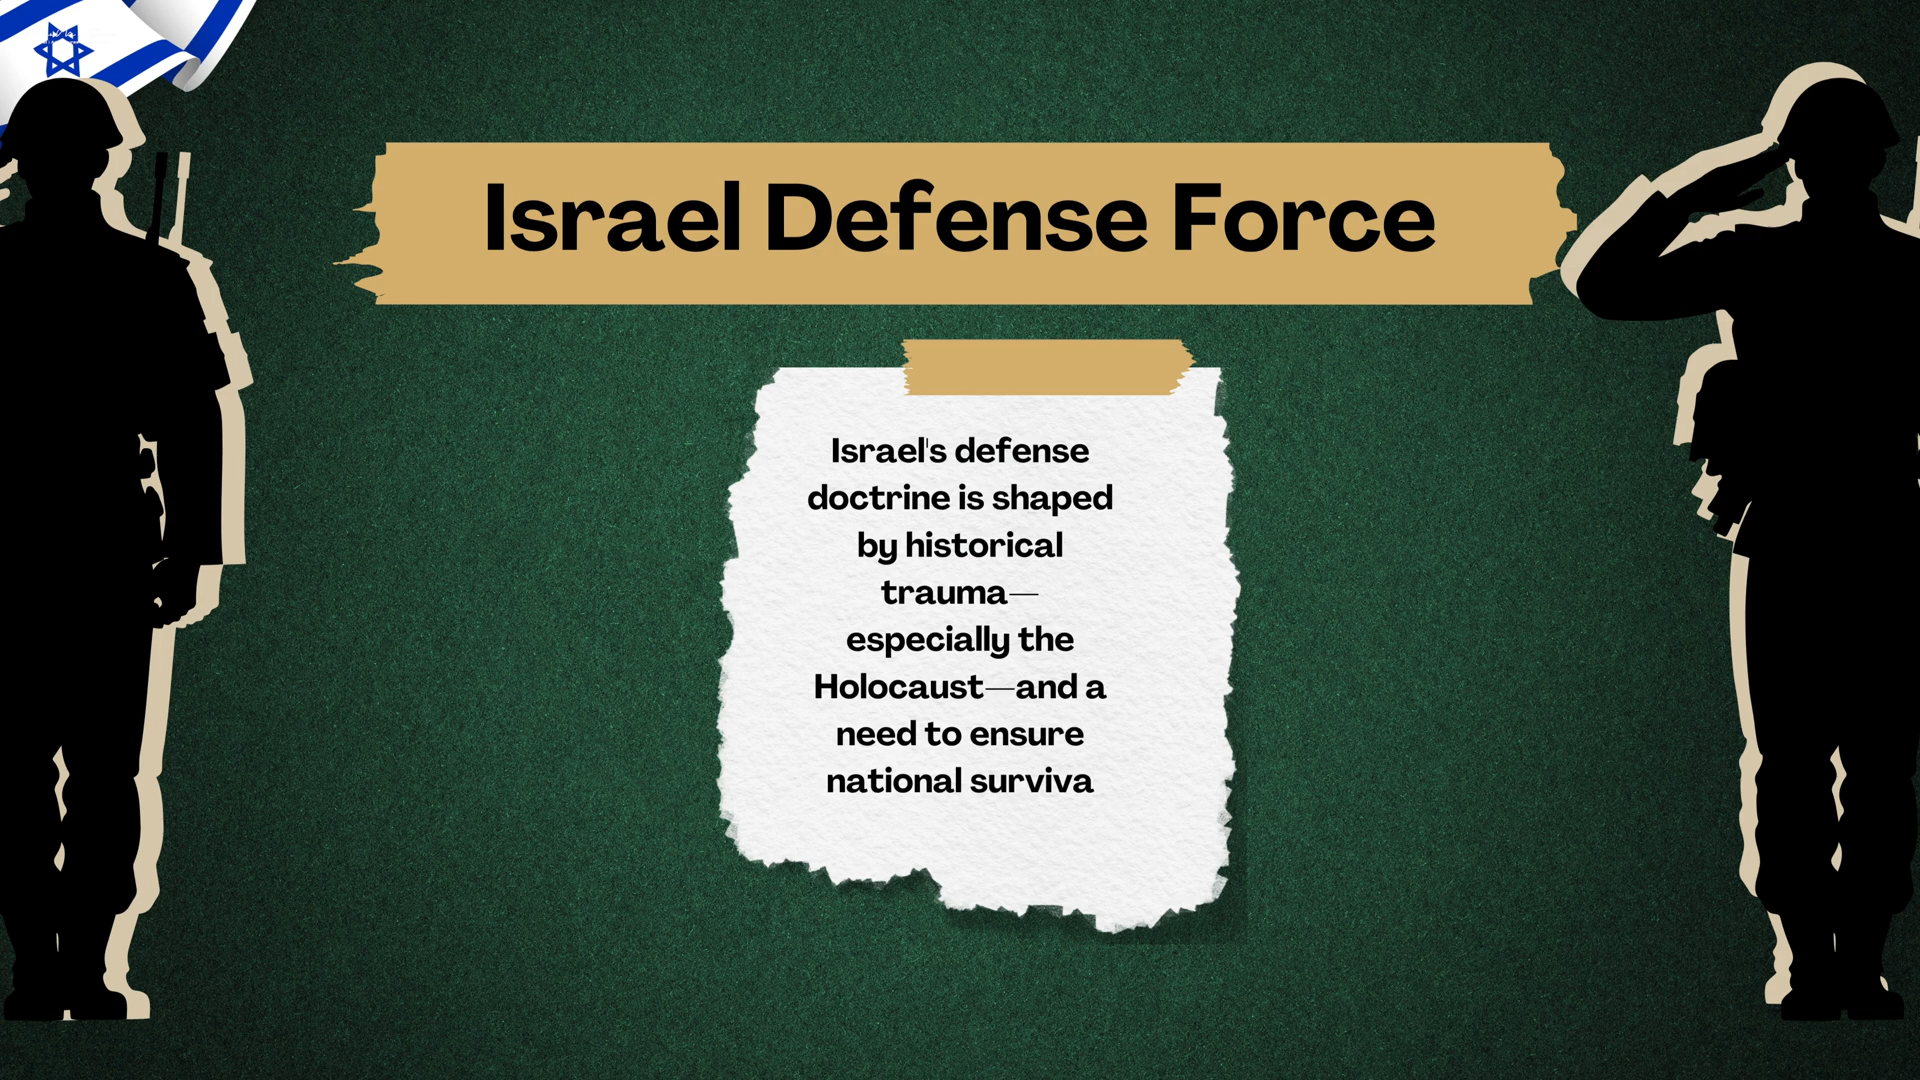 Israel Defense Force
Israel's defense
doctrine is shaped
by historical
trauma—
especially the
Holocaust—and a
need to ensure
national surviva